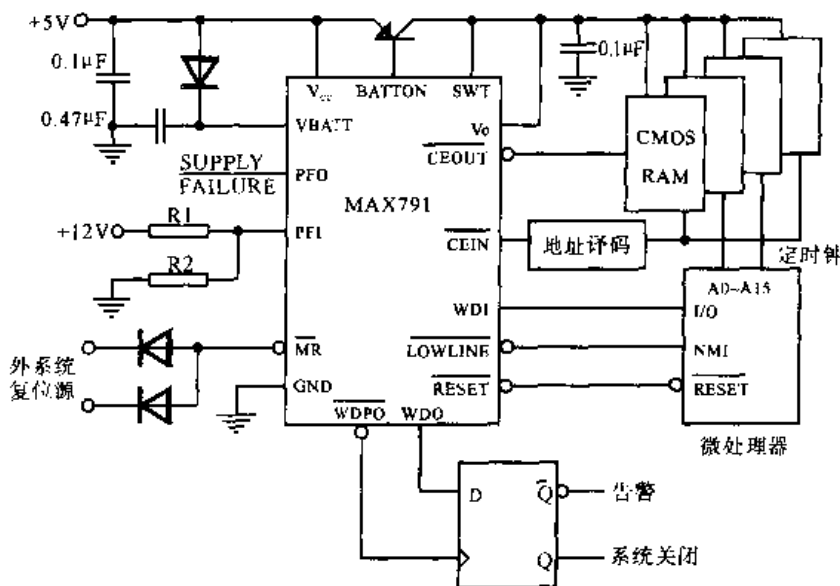 +5V
0.1μF
0.1μF
0.47μF
Vcc BATTON SWT
VBATT
Vo
CEOUT
CMOS
RAM
SUPPLY
FAILURE
PFO
MAX791
+12V
R1
PFI
CEIN
地址译码
R2
定时钟
A0~A15
WDI
I/O
外系统
复位源
MR
LOWLINE
NMI
GND
RESET
RESET
WDPO WDO
微处理器
D
Q
告警
Q
系统关闭